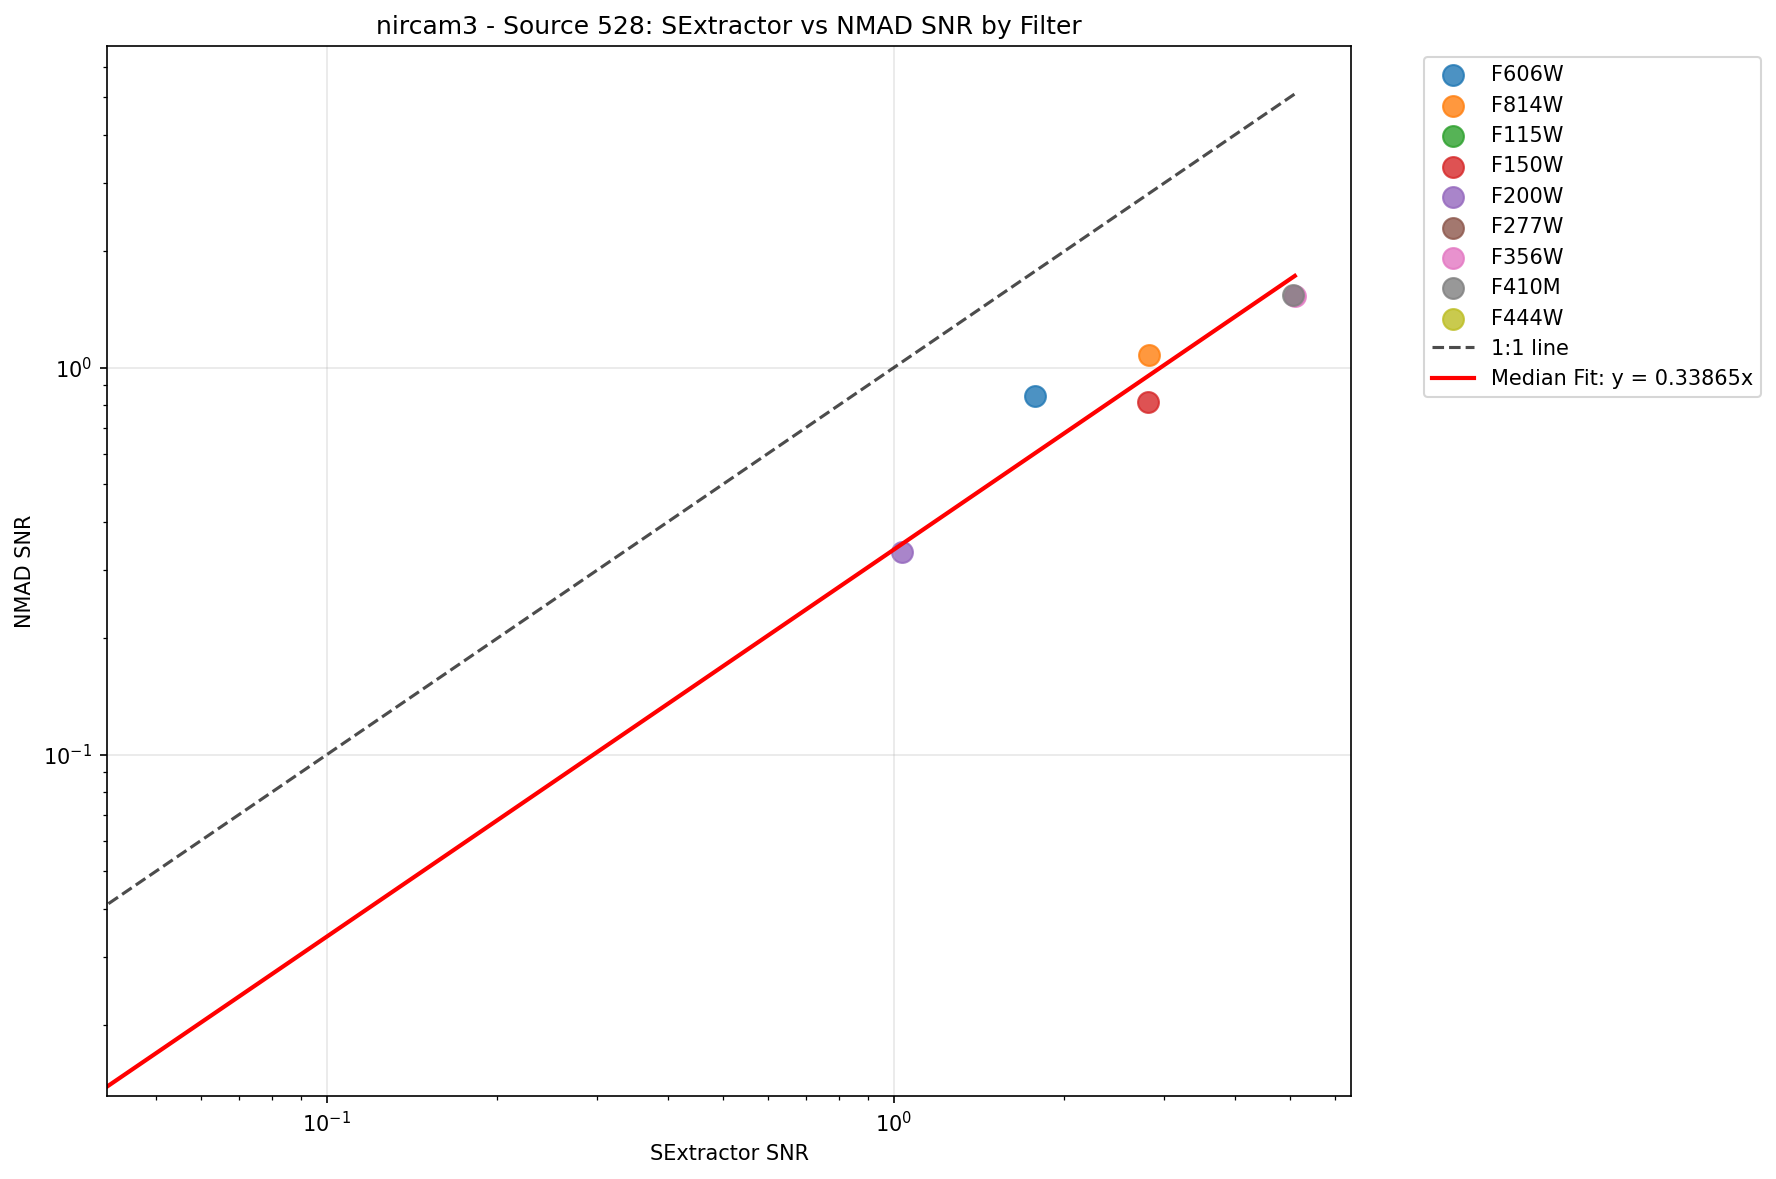 nircam3 - Source 528: SExtractor vs NMAD SNR by Filter
F606W
F814W
F115W
F150W
F200W
F277W
F356W
F410M
F444W
1:1 line
Median Fit: y = 0.33865x
NMAD SNR
10⁰
10⁻¹
10⁻¹
10⁰
SExtractor SNR